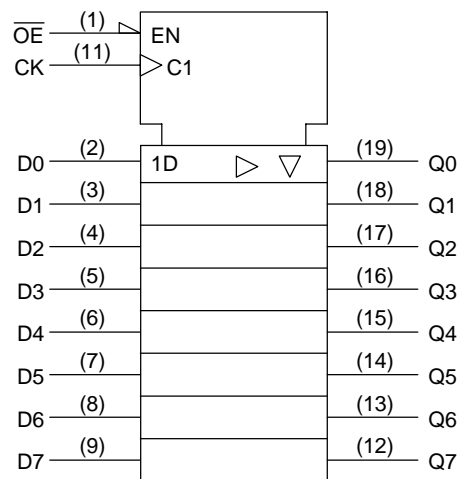 O̅E̅ (1) EN
CK (11) C1
D0 (2) 1D (19) Q0
D1 (3) (18) Q1
D2 (4) (17) Q2
D3 (5) (16) Q3
D4 (6) (15) Q4
D5 (7) (14) Q5
D6 (8) (13) Q6
D7 (9) (12) Q7